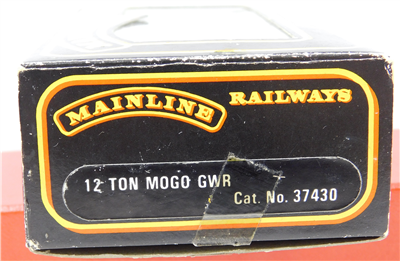 MAINLINE RAILWAYS
12 TON MOGO GWR
Cat. No. 37430